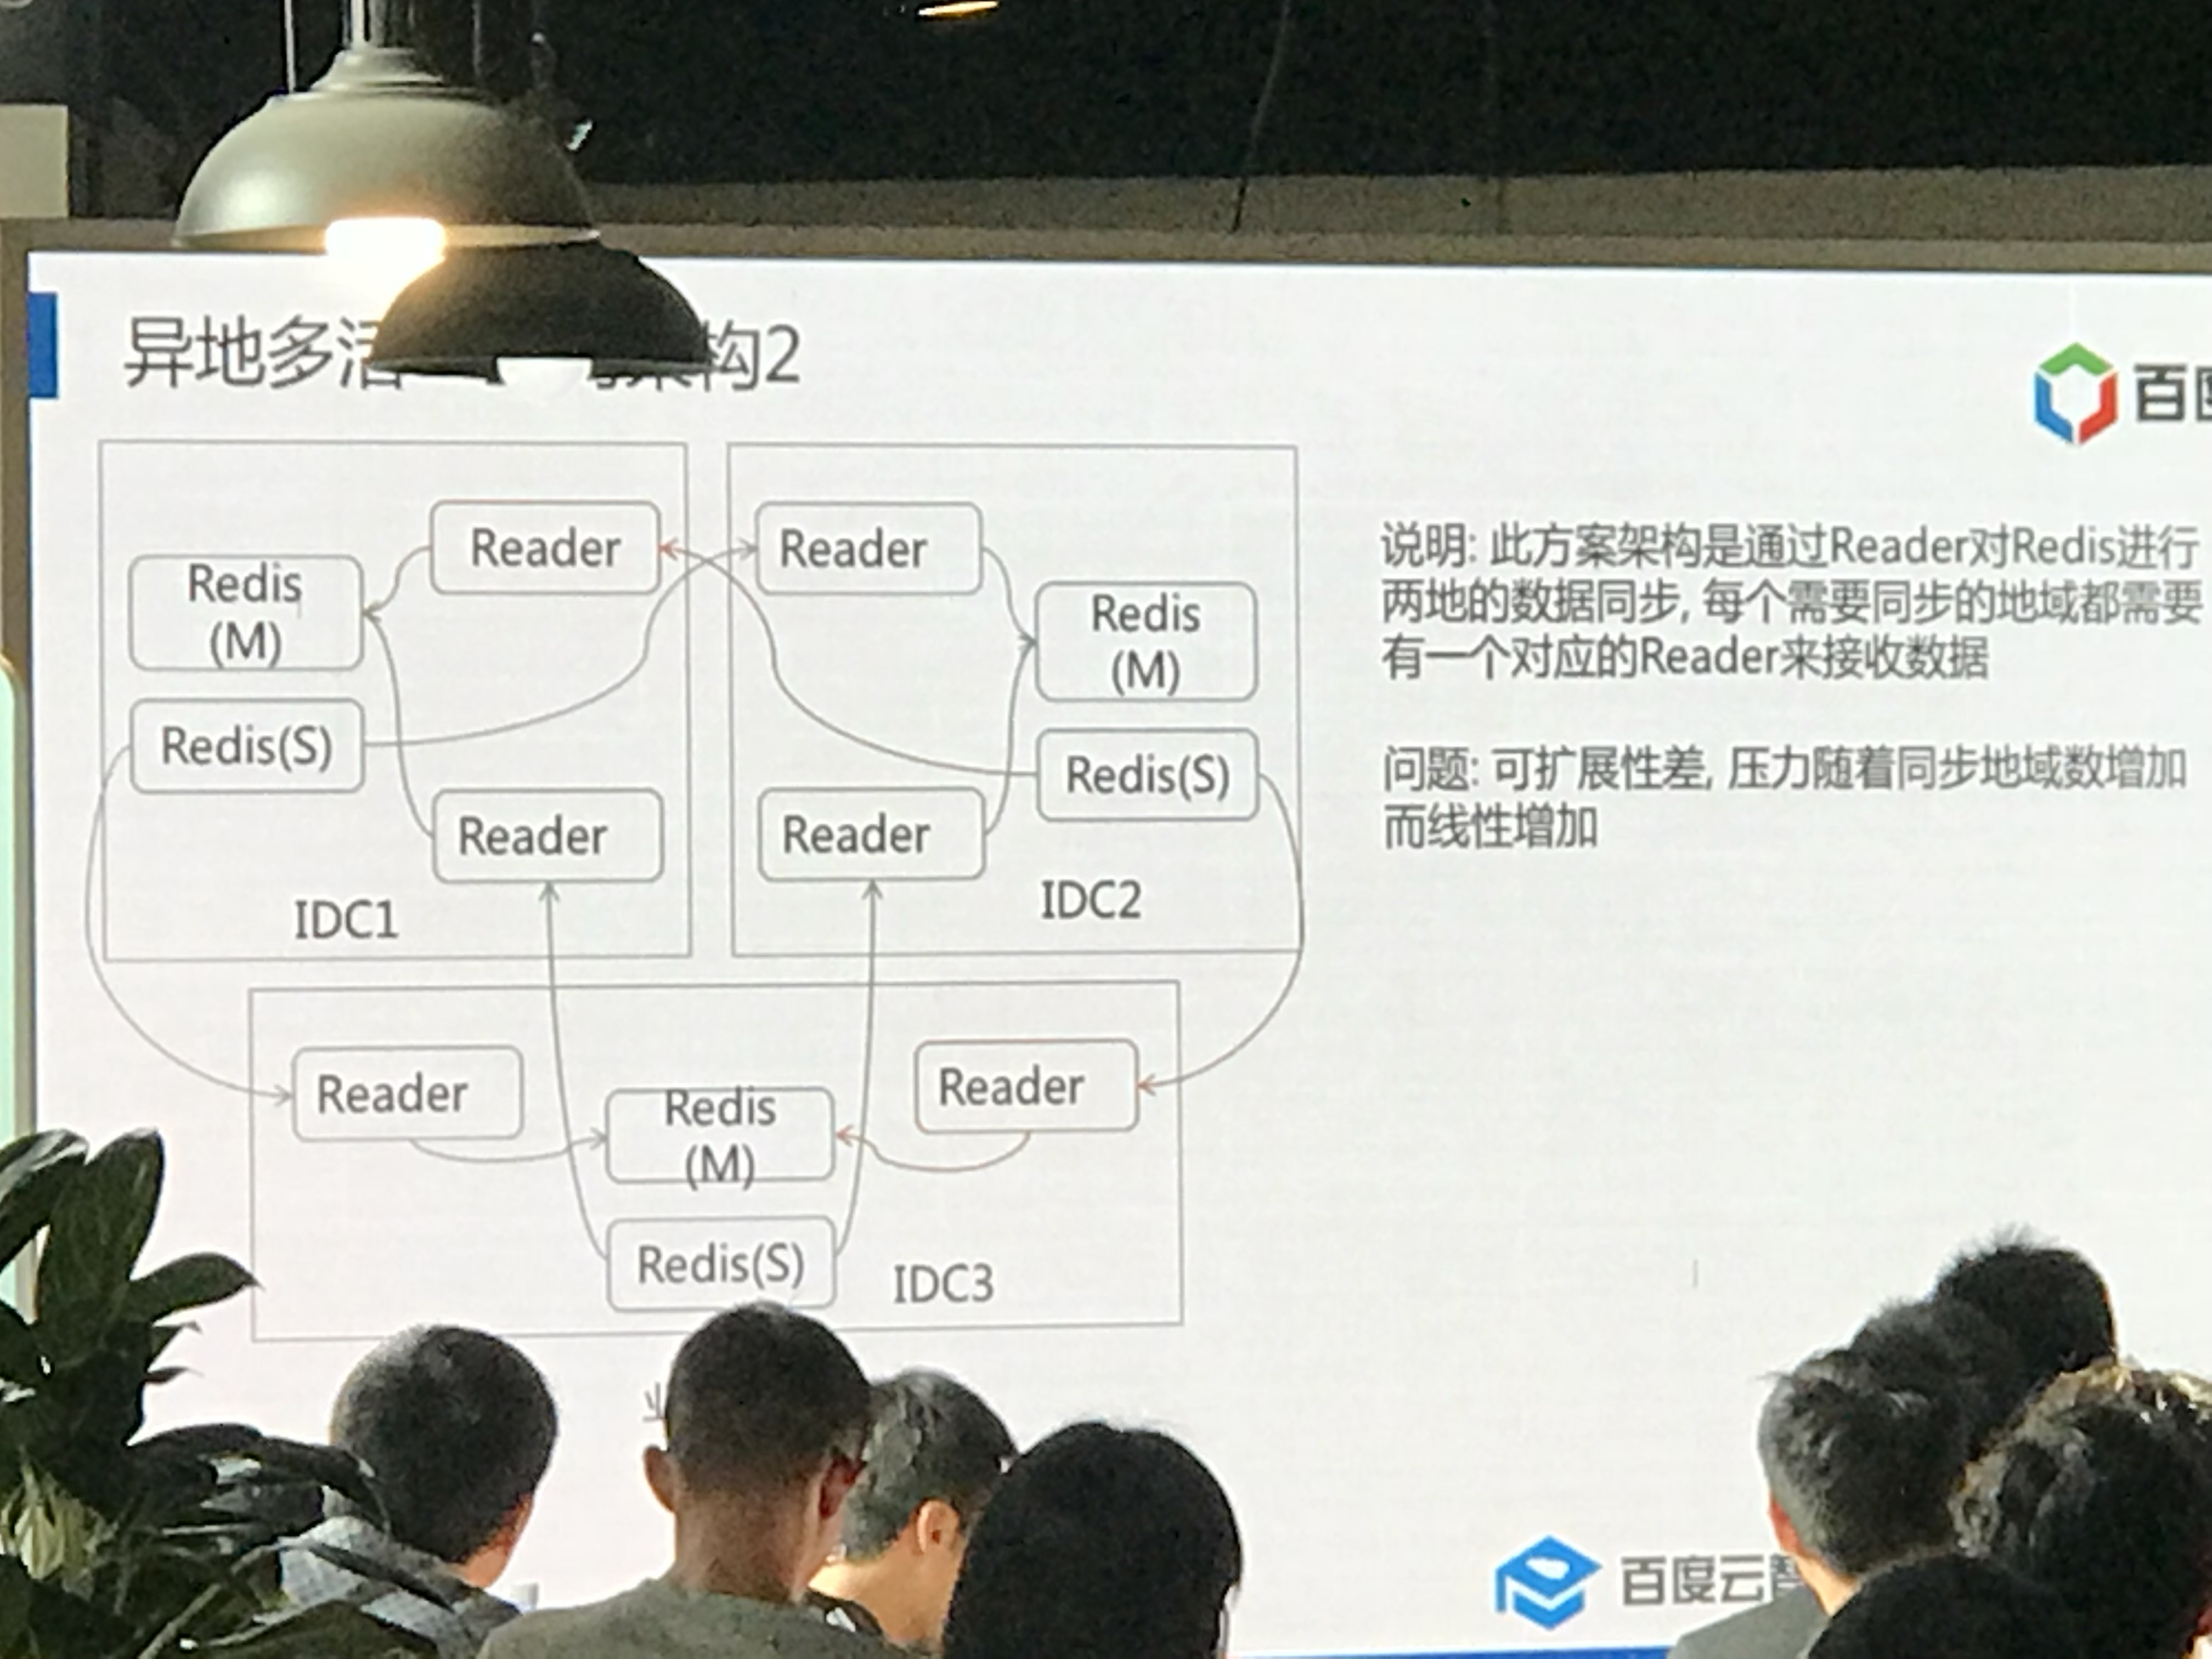 异地多活
构2
百度
Reader
Reader
Redis
(M)
Redis
(M)
Redis(S)
Redis(S)
Reader
Reader
IDC1
IDC2
说明: 此方案架构是通过Reader对Redis进行
两地的数据同步, 每个需要同步的地域都需要
有一个对应的Reader来接收数据
问题: 可扩展性差, 压力随着同步地域数增加
而线性增加
Reader
Reader
Redis
(M)
Redis(S)
IDC3
百度云